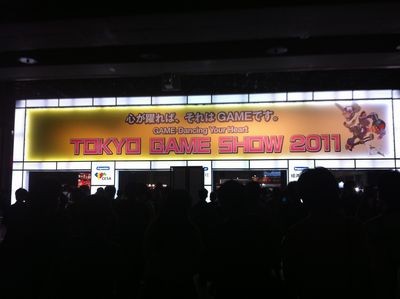 心が躍れば、それはGAMEです。
GAME Dancing Your Heart
TOKYO GAME SHOW 2011
CESA